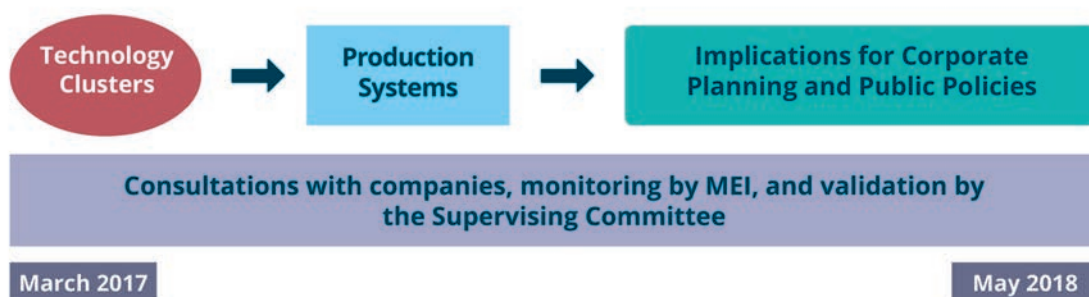 Technology
Clusters
Production
Systems
Implications for Corporate
Planning and Public Policies
Consultations with companies, monitoring by MEI, and validation by
the Supervising Committee
March 2017
May 2018